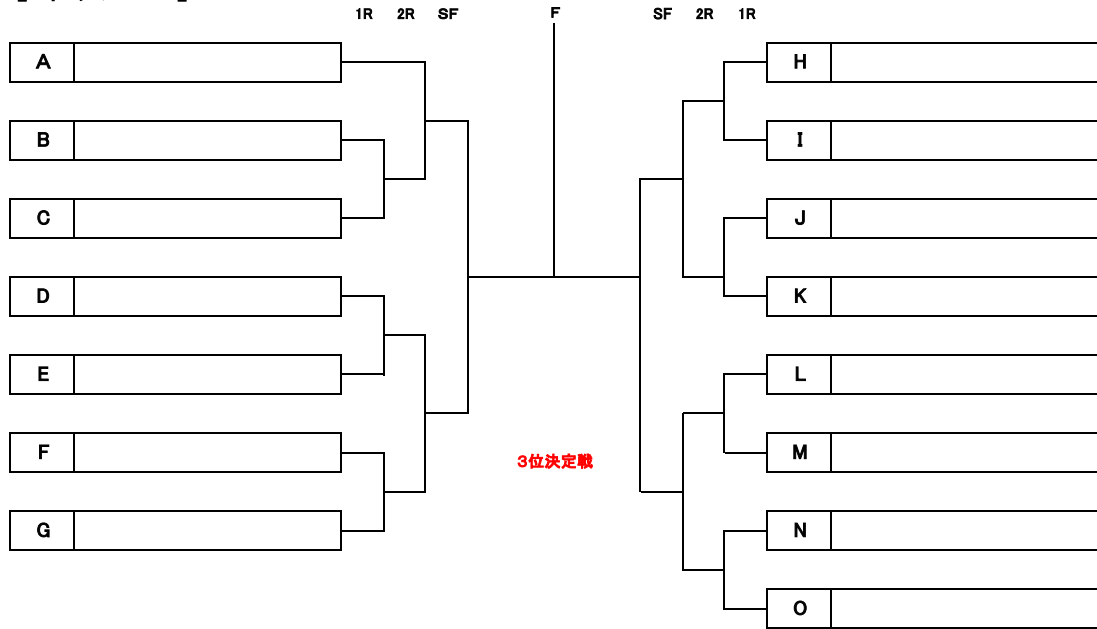 1R 2R SF F SF 2R 1R
A H
B I
C J
D K
E L
F M
3位決定戦
G N
O